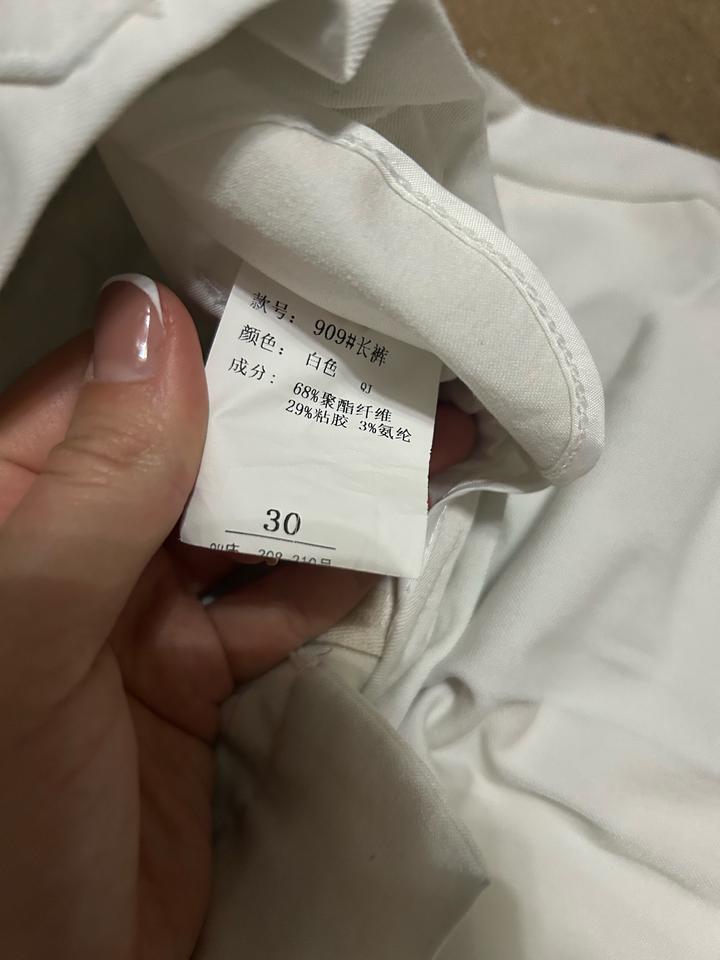 款号: 909#长裤
颜色: 白色 QJ
成分: 68%聚酯纤维
29%粘胶 3%氨纶
30